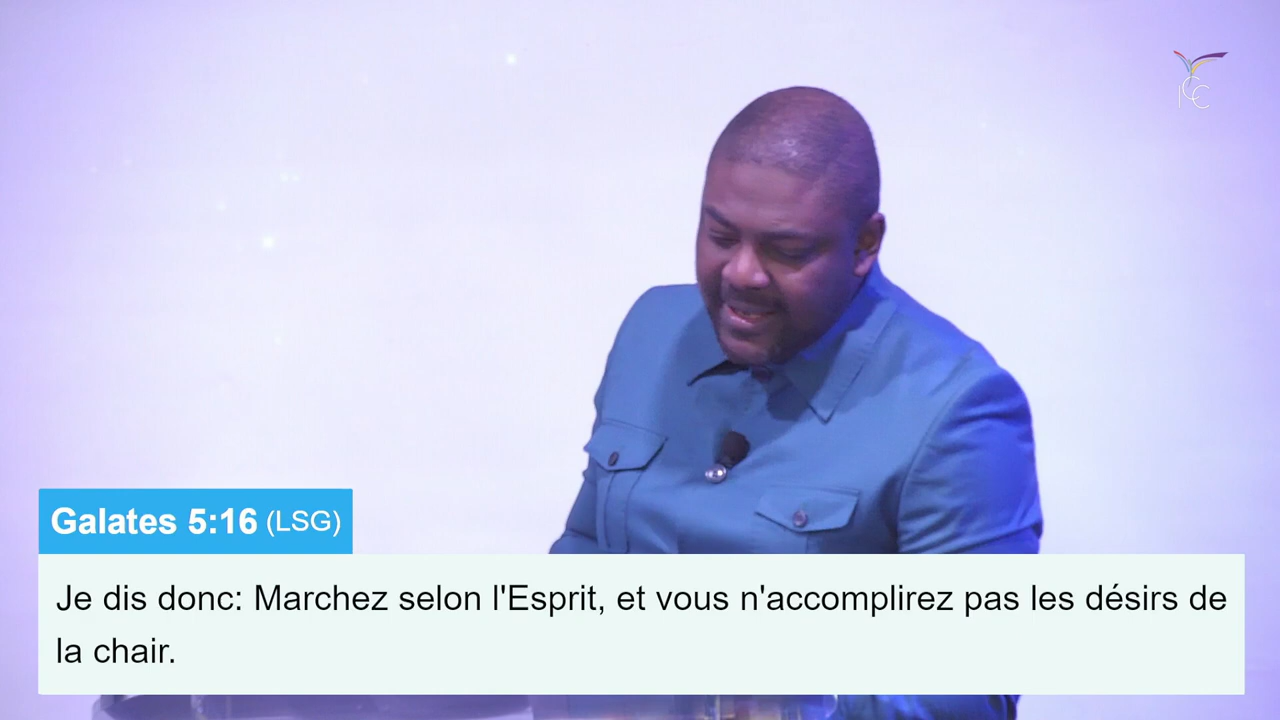 ICC
Galates 5:16 (LSG)
Je dis donc: Marchez selon l'Esprit, et vous n'accomplirez pas les désirs de
la chair.